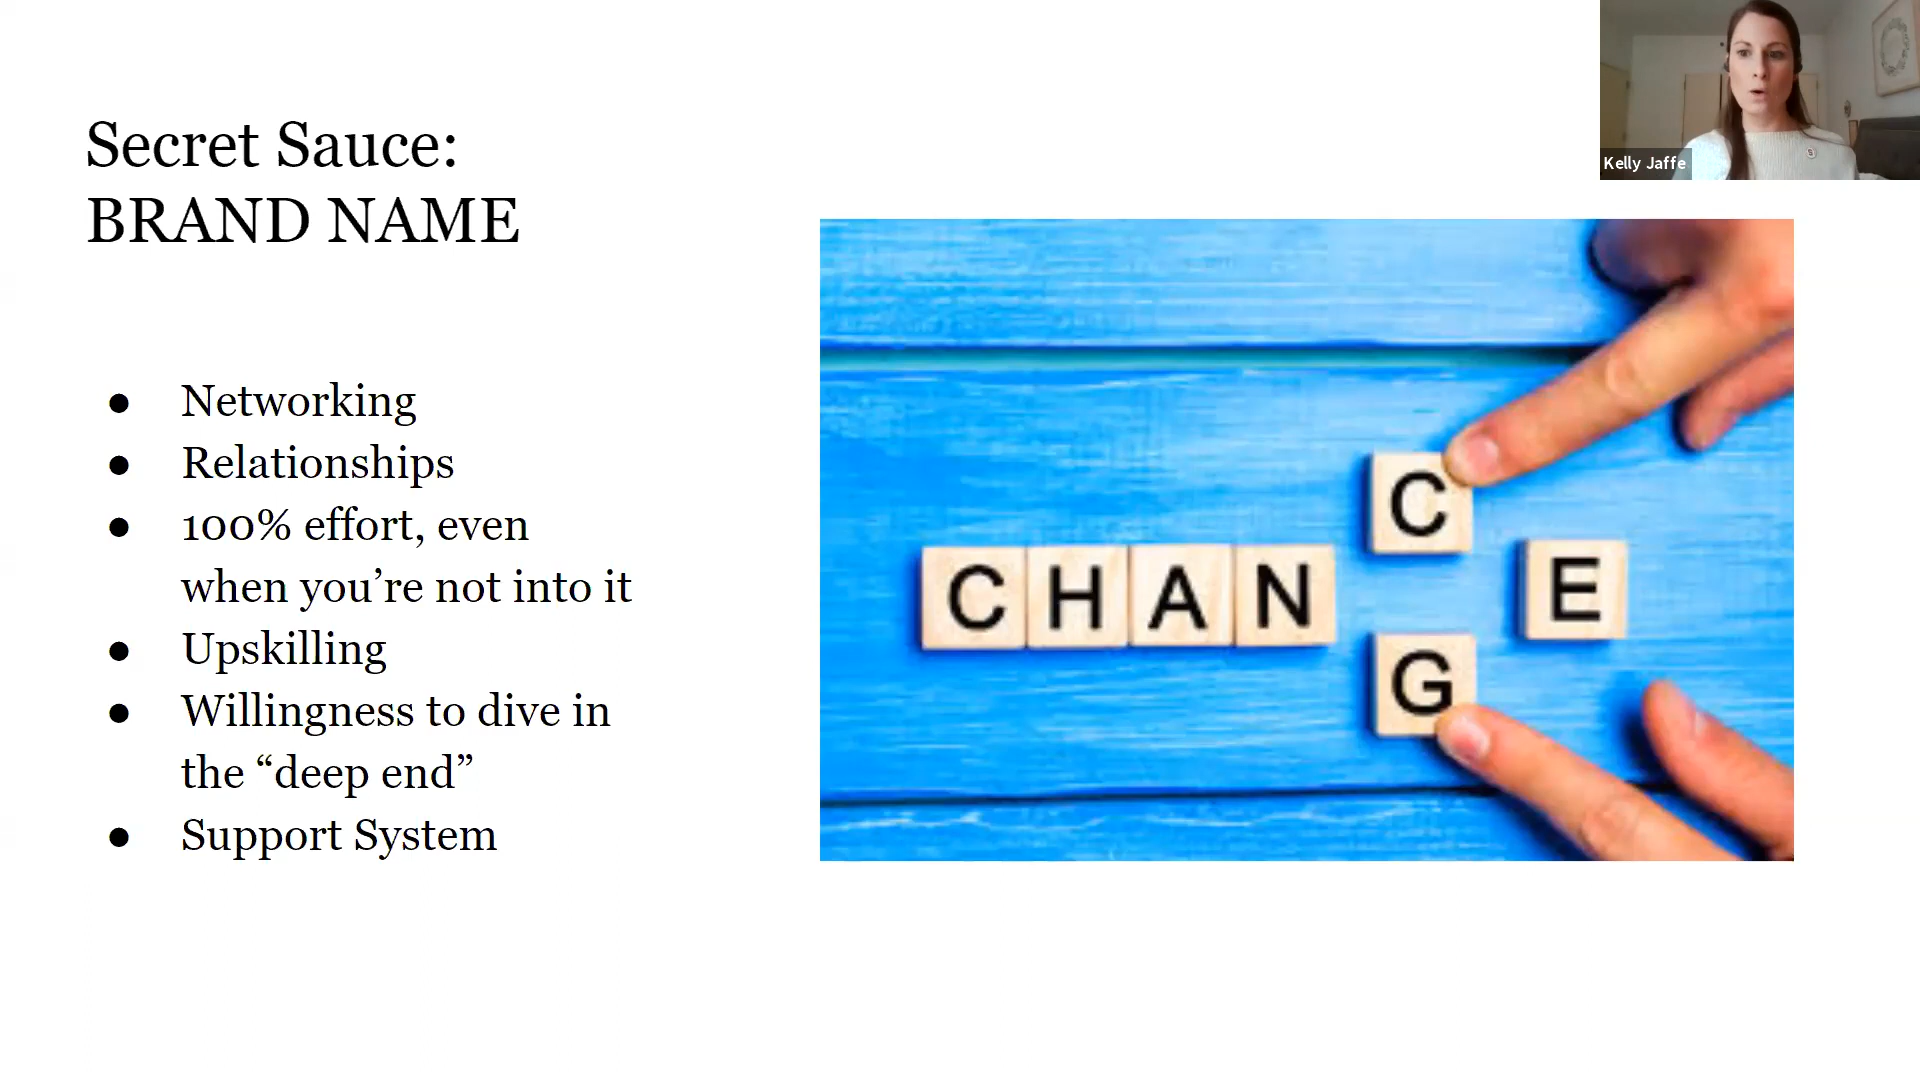 Secret Sauce:
BRAND NAME
● Networking
● Relationships
● 100% effort, even
when you’re not into it
● Upskilling
● Willingness to dive in
the “deep end”
● Support System
C
C H A N E
G
Kelly Jaffe